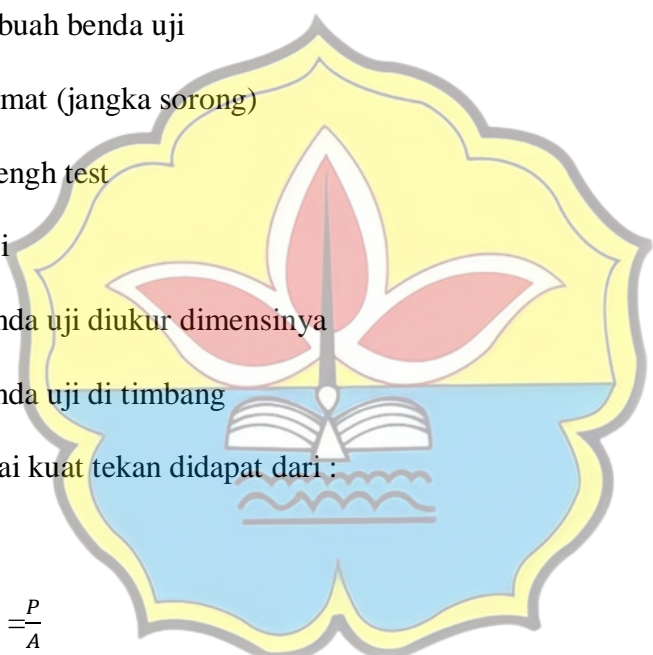 buah benda uji
mat (jangka sorong)
engh test
i
nda uji diukur dimensinya
nda uji di timbang
ai kuat tekan didapat dari :
=P/A